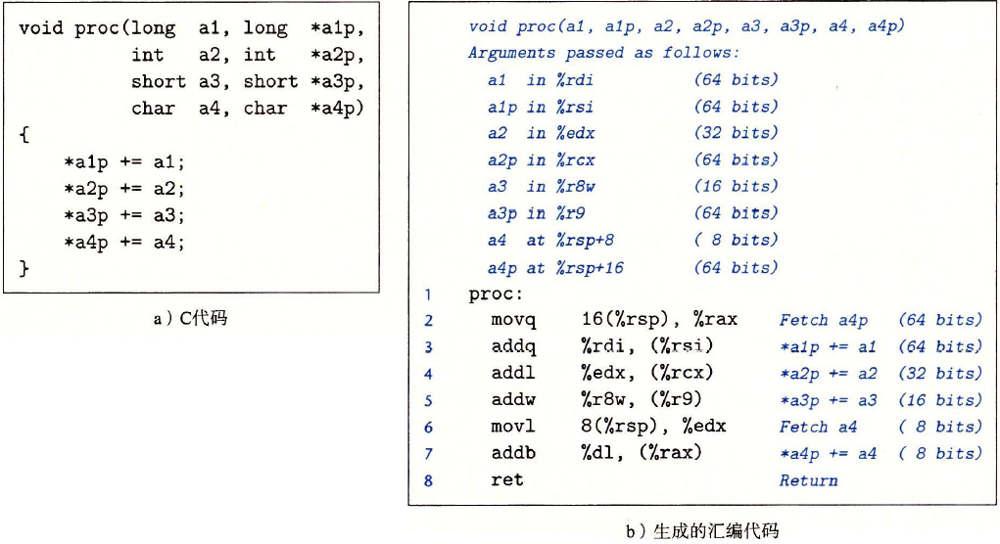 void proc(long  a1, long  *a1p,
          int   a2, int   *a2p,
          short a3, short *a3p,
          char  a4, char  *a4p)
{
    *a1p += a1;
    *a2p += a2;
    *a3p += a3;
    *a4p += a4;
}
a）C代码
void proc(a1, a1p, a2, a2p, a3, a3p, a4, a4p)
Arguments passed as follows:
  a1  in %rdi        (64 bits)
  a1p in %rsi        (64 bits)
  a2  in %edx        (32 bits)
  a2p in %rcx        (64 bits)
  a3  in %r8w        (16 bits)
  a3p in %r9         (64 bits)
  a4  at %rsp+8      ( 8 bits)
  a4p at %rsp+16     (64 bits)
1 proc:
2   movq    16(%rsp), %rax    Fetch a4p   (64 bits)
3   addq    %rdi, (%rsi)      *a1p += a1  (64 bits)
4   addl    %edx, (%rcx)      *a2p += a2  (32 bits)
5   addw    %r8w, (%r9)       *a3p += a3  (16 bits)
6   movl    8(%rsp), %edx     Fetch a4    ( 8 bits)
7   addb    %dl, (%rax)       *a4p += a4  ( 8 bits)
8   ret                       Return
b）生成的汇编代码